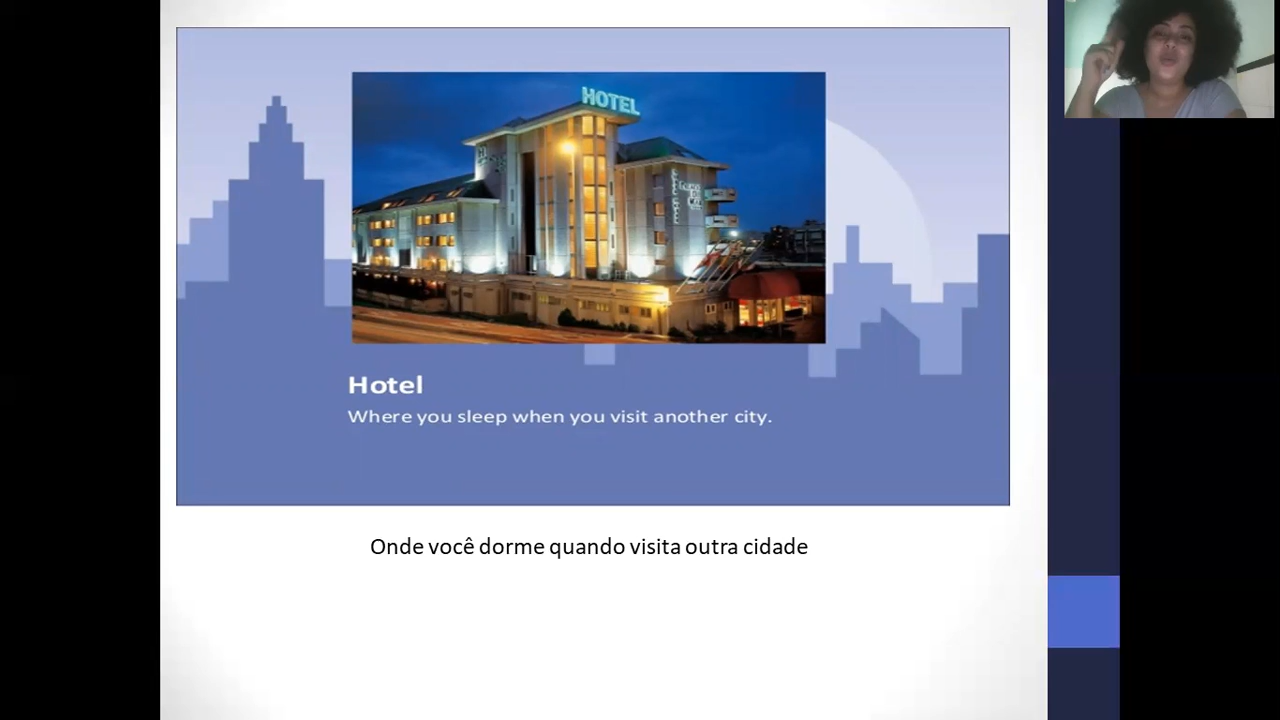 HOTEL
Hotel
Where you sleep when you visit another city.
Onde você dorme quando visita outra cidade